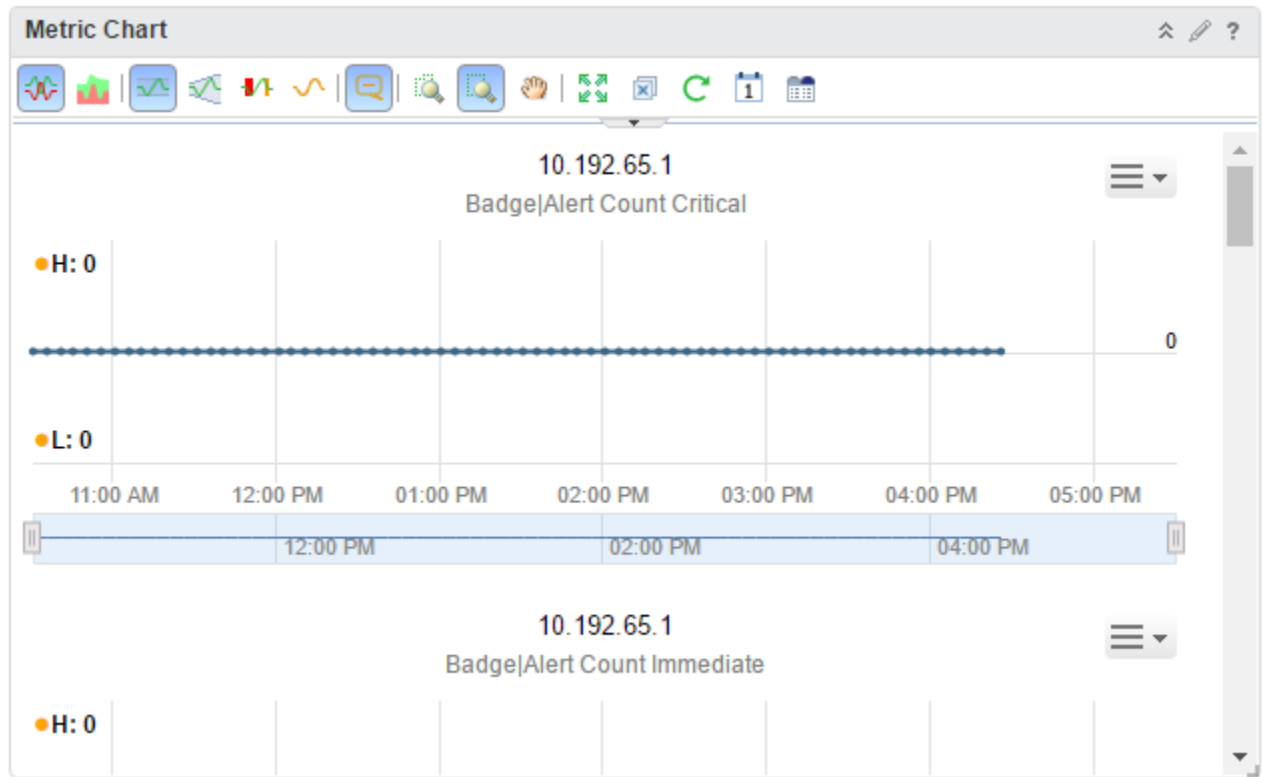 Metric Chart
?
1
10.192.65.1
Badge|Alert Count Critical
H: 0
0
L: 0
11:00 AM 12:00 PM 01:00 PM 02:00 PM 03:00 PM 04:00 PM 05:00 PM
12:00 PM 02:00 PM 04:00 PM
10.192.65.1
Badge|Alert Count Immediate
H: 0